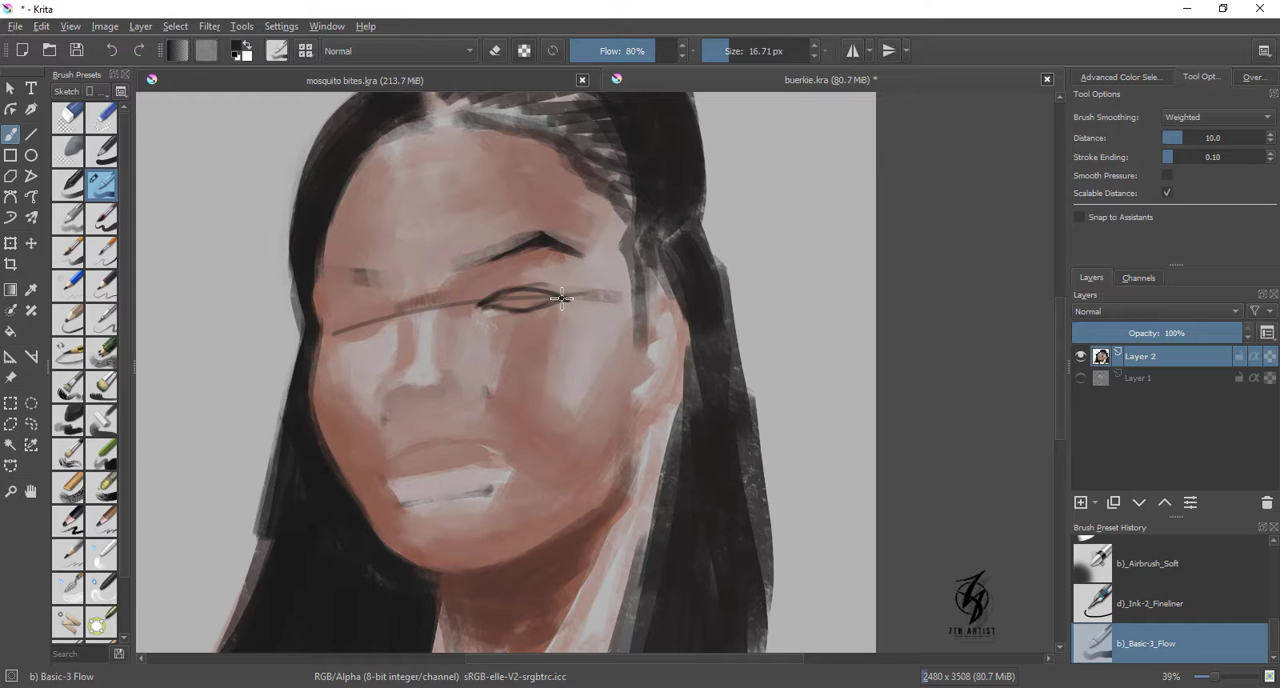 * - Krita
File Edit View Image Layer Select Filter Tools Settings Window Help
Normal Flow: 80% Size: 16.71 px
Brush Presets
mosquito bites.kra (213.7 MiB)
buerkie.kra (80.7 MiB) *
Advanced Color Sele... Tool Opt... Over...
Sketch
Tool Options
Brush Smoothing: Weighted
Distance: 10.0
Stroke Ending: 0.10
Smooth Pressure:
Scalable Distance:
Snap to Assistants
Layers Channels
Layers
Normal
Opacity: 100%
Layer 2
Layer 1
Brush Preset History
b)_Airbrush_Soft
d)_Ink-2_Fineliner
b)_Basic-3_Flow
7TH ARTIST
Search
b) Basic-3 Flow
RGB/Alpha (8-bit integer/channel) sRGB-elle-V2-srgbtrc.icc
2480 x 3508 (80.7 MiB)
39%